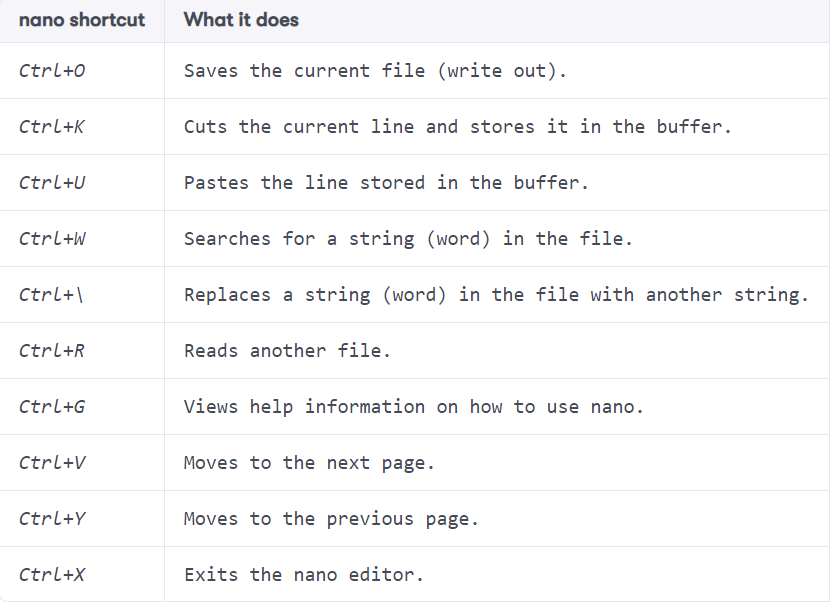 nano shortcut What it does
Ctrl+O Saves the current file (write out).
Ctrl+K Cuts the current line and stores it in the buffer.
Ctrl+U Pastes the line stored in the buffer.
Ctrl+W Searches for a string (word) in the file.
Ctrl+\ Replaces a string (word) in the file with another string.
Ctrl+R Reads another file.
Ctrl+G Views help information on how to use nano.
Ctrl+V Moves to the next page.
Ctrl+Y Moves to the previous page.
Ctrl+X Exits the nano editor.